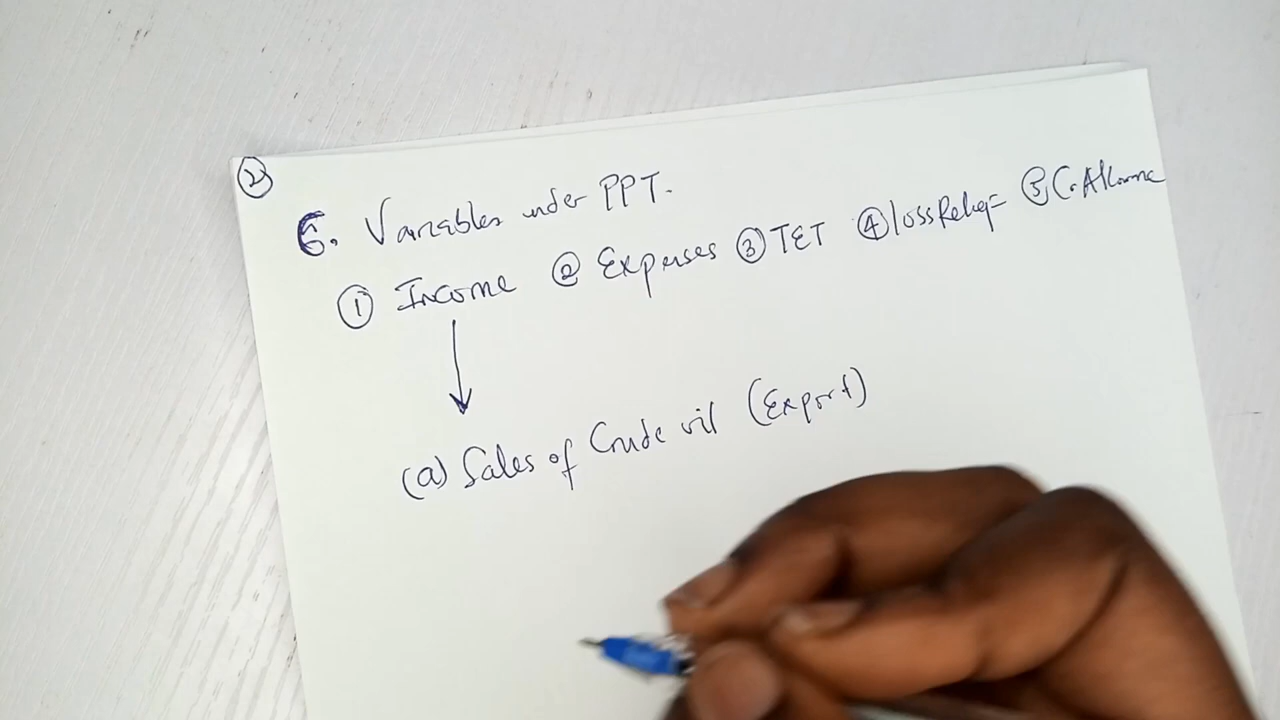 ②
6. Variables under PPT.
① Income ② Expenses ③ TET ④ loss Relief ⑤ C. Allowance
(a) Sales of Crude oil (Export)